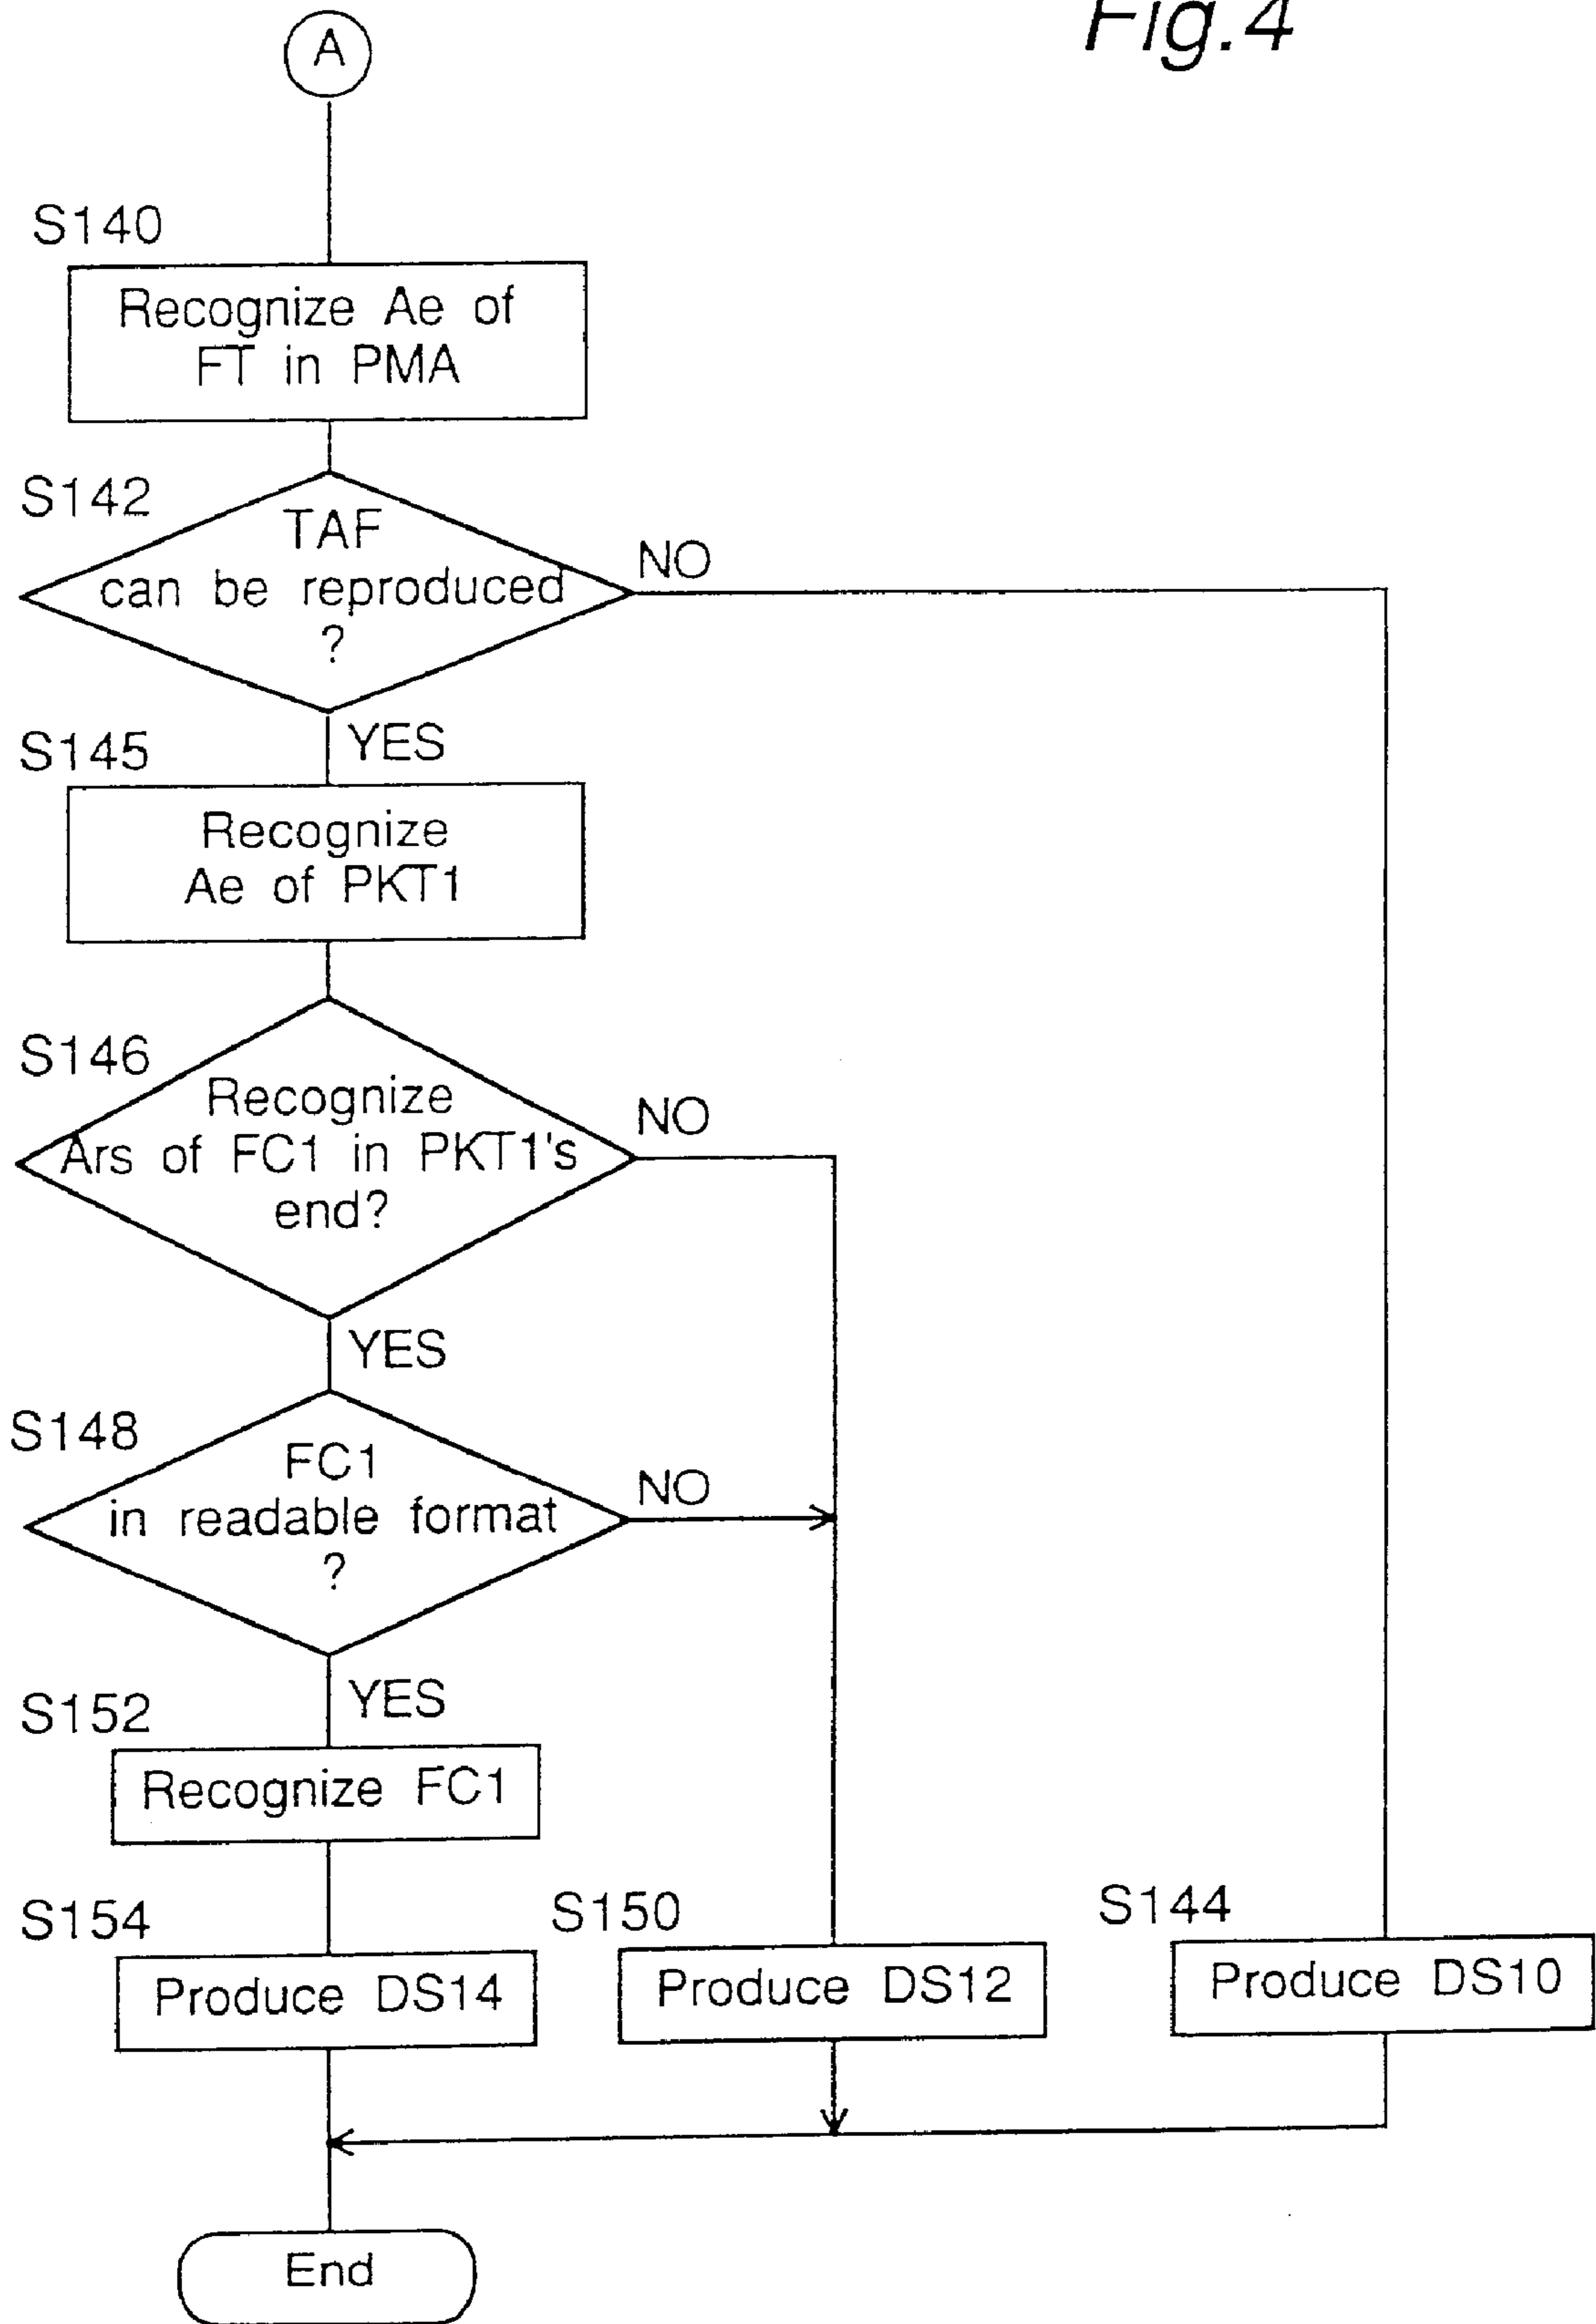 Fig.4
A
S140
Recognize Ae of
FT in PMA
S142
TAF
can be reproduced
?
NO
YES
S145
Recognize
Ae of PKT1
S146
Recognize
Ars of FC1 in PKT1's
end?
NO
YES
S148
FC1
in readable format
?
NO
YES
S152
Recognize FC1
S154
Produce DS14
S150
Produce DS12
S144
Produce DS10
End